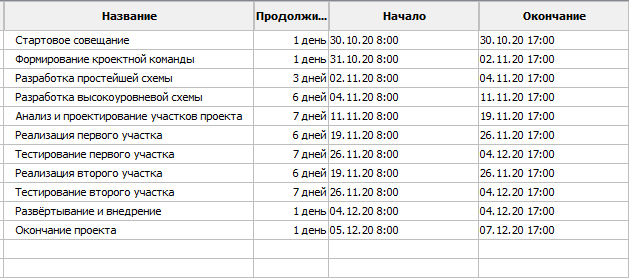 Название Продолжи... Начало Окончание
Стартовое совещание 1 день 30.10.20 8:00 30.10.20 17:00
Формирование кроектной команды 1 день 31.10.20 8:00 02.11.20 17:00
Разработка простейшей схемы 3 дней 02.11.20 8:00 04.11.20 17:00
Разработка высокоуровневой схемы 6 дней 04.11.20 8:00 11.11.20 17:00
Анализ и проектирование участков проекта 7 дней 11.11.20 8:00 19.11.20 17:00
Реализация первого участка 6 дней 19.11.20 8:00 26.11.20 17:00
Тестирование первого участка 7 дней 26.11.20 8:00 04.12.20 17:00
Реализация второго участка 6 дней 19.11.20 8:00 26.11.20 17:00
Тестирование второго участка 7 дней 26.11.20 8:00 04.12.20 17:00
Развёртывание и внедрение 1 день 04.12.20 8:00 04.12.20 17:00
Окончание проекта 1 день 05.12.20 8:00 07.12.20 17:00